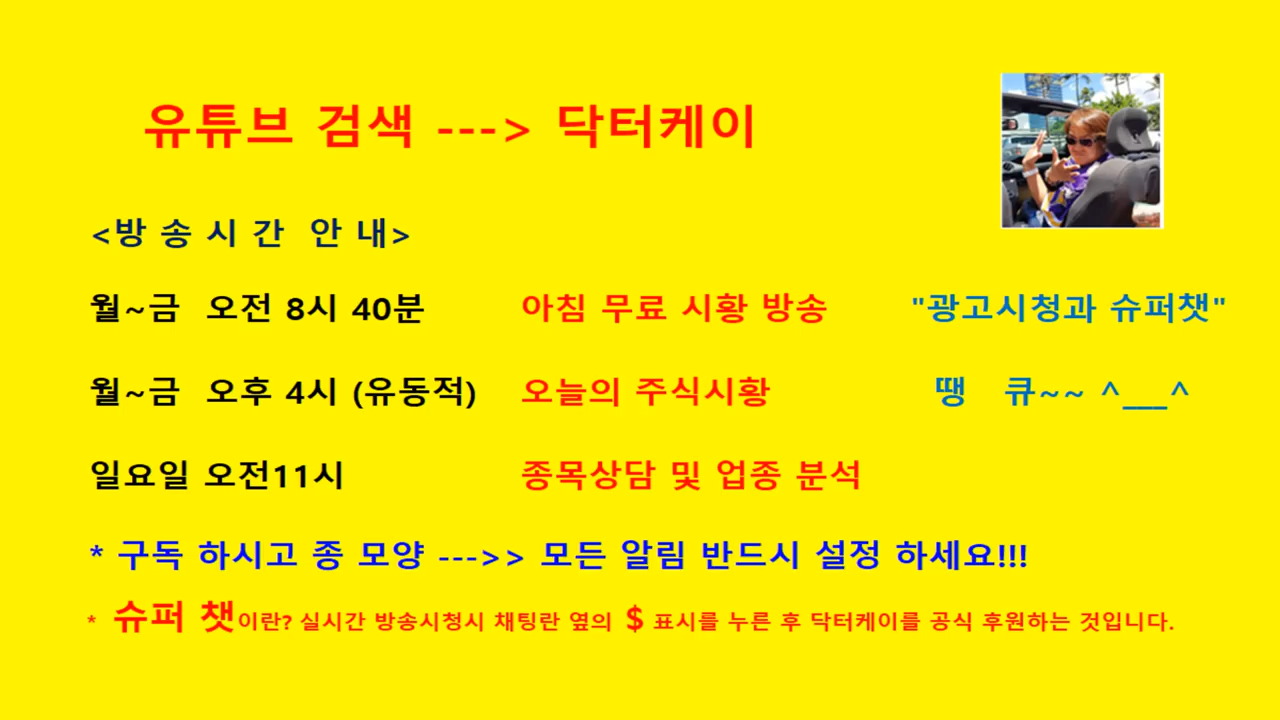 유튜브 검색 ---> 닥터케이
<방 송 시 간 안 내>
월~금 오전 8시 40분 아침 무료 시황 방송 "광고시청과 슈퍼챗"
월~금 오후 4시 (유동적) 오늘의 주식시황 땡 큐~~ ^___^
일요일 오전11시 종목상담 및 업종 분석
* 구독 하시고 종 모양 --->> 모든 알림 반드시 설정 하세요!!!
* 슈퍼 챗이란? 실시간 방송시청시 채팅란 옆의 $ 표시를 누른 후 닥터케이를 공식 후원하는 것입니다.